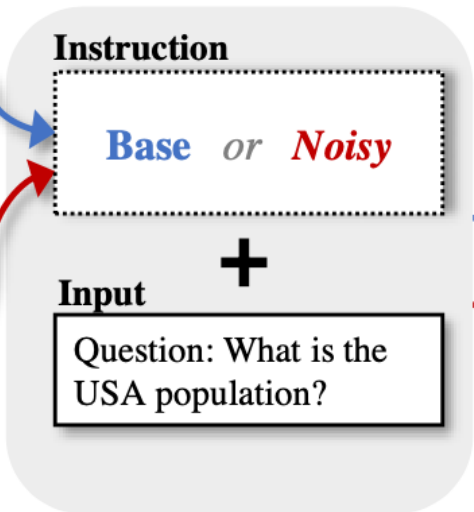 Instruction
Base or Noisy
+
Input
Question: What is the
USA population?